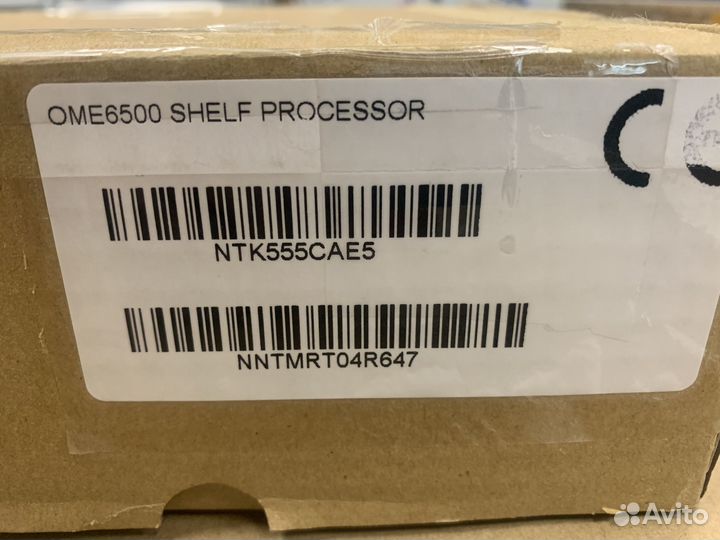 OME6500 SHELF PROCESSOR
NTK555CAE5
NNTMRT04R647
Avito